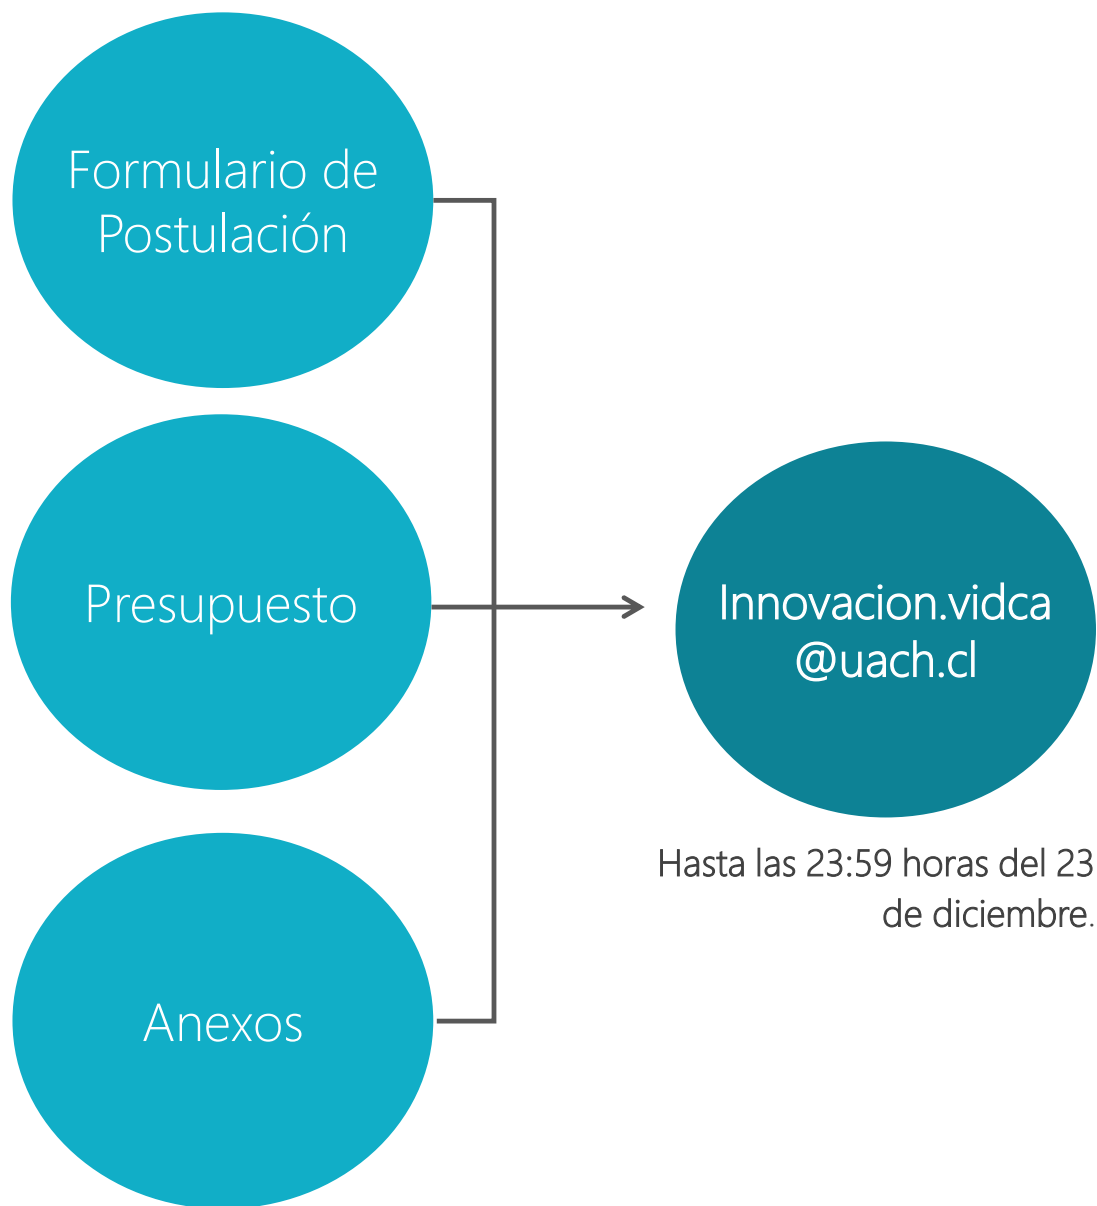 Formulario de
Postulación
Presupuesto
Anexos
Innovacion.vidca
@uach.cl
Hasta las 23:59 horas del 23
de diciembre.